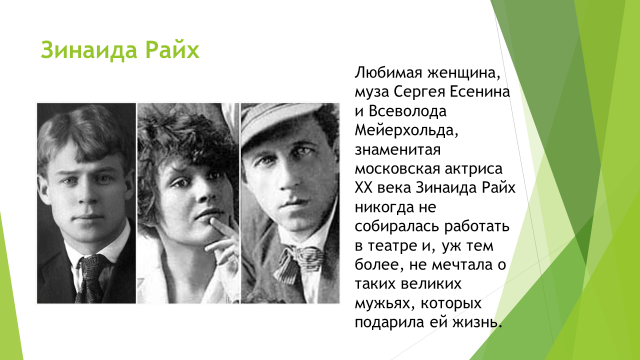 Зинаида Райх
Любимая женщина,
муза Сергея Есенина
и Всеволода
Мейерхольда,
знаменитая
московская актриса
XX века Зинаида Райх
никогда не
собиралась работать
в театре и, уж тем
более, не мечтала о
таких великих
мужьях, которых
подарила ей жизнь.